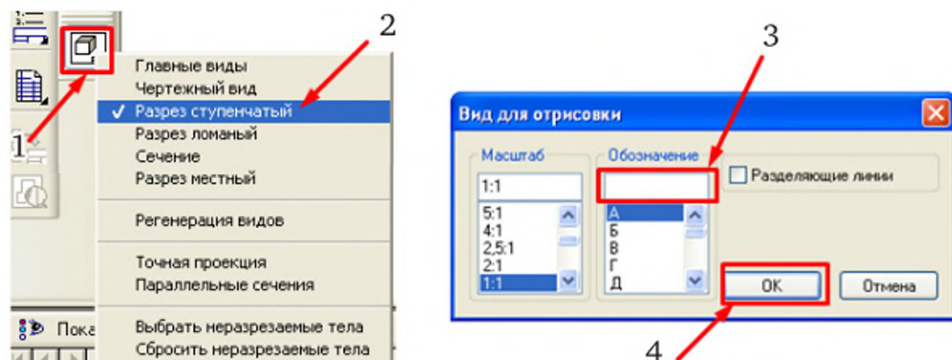 2
1
Главные виды
Чертежный вид
Разрез ступенчатый
Разрез ломаный
Сечение
Разрез местный
Регенерация видов
Точная проекция
Параллельные сечения
Выбрать неразрезаемые тела
Сбросить неразрезаемые тела
Пока
3
Вид для отрисовки
Масштаб
1:1
5:1
4:1
2,5:1
2:1
1:1
Обозначение
А
Б
В
Г
Д
Разделяющие линии
OK
Отмена
4